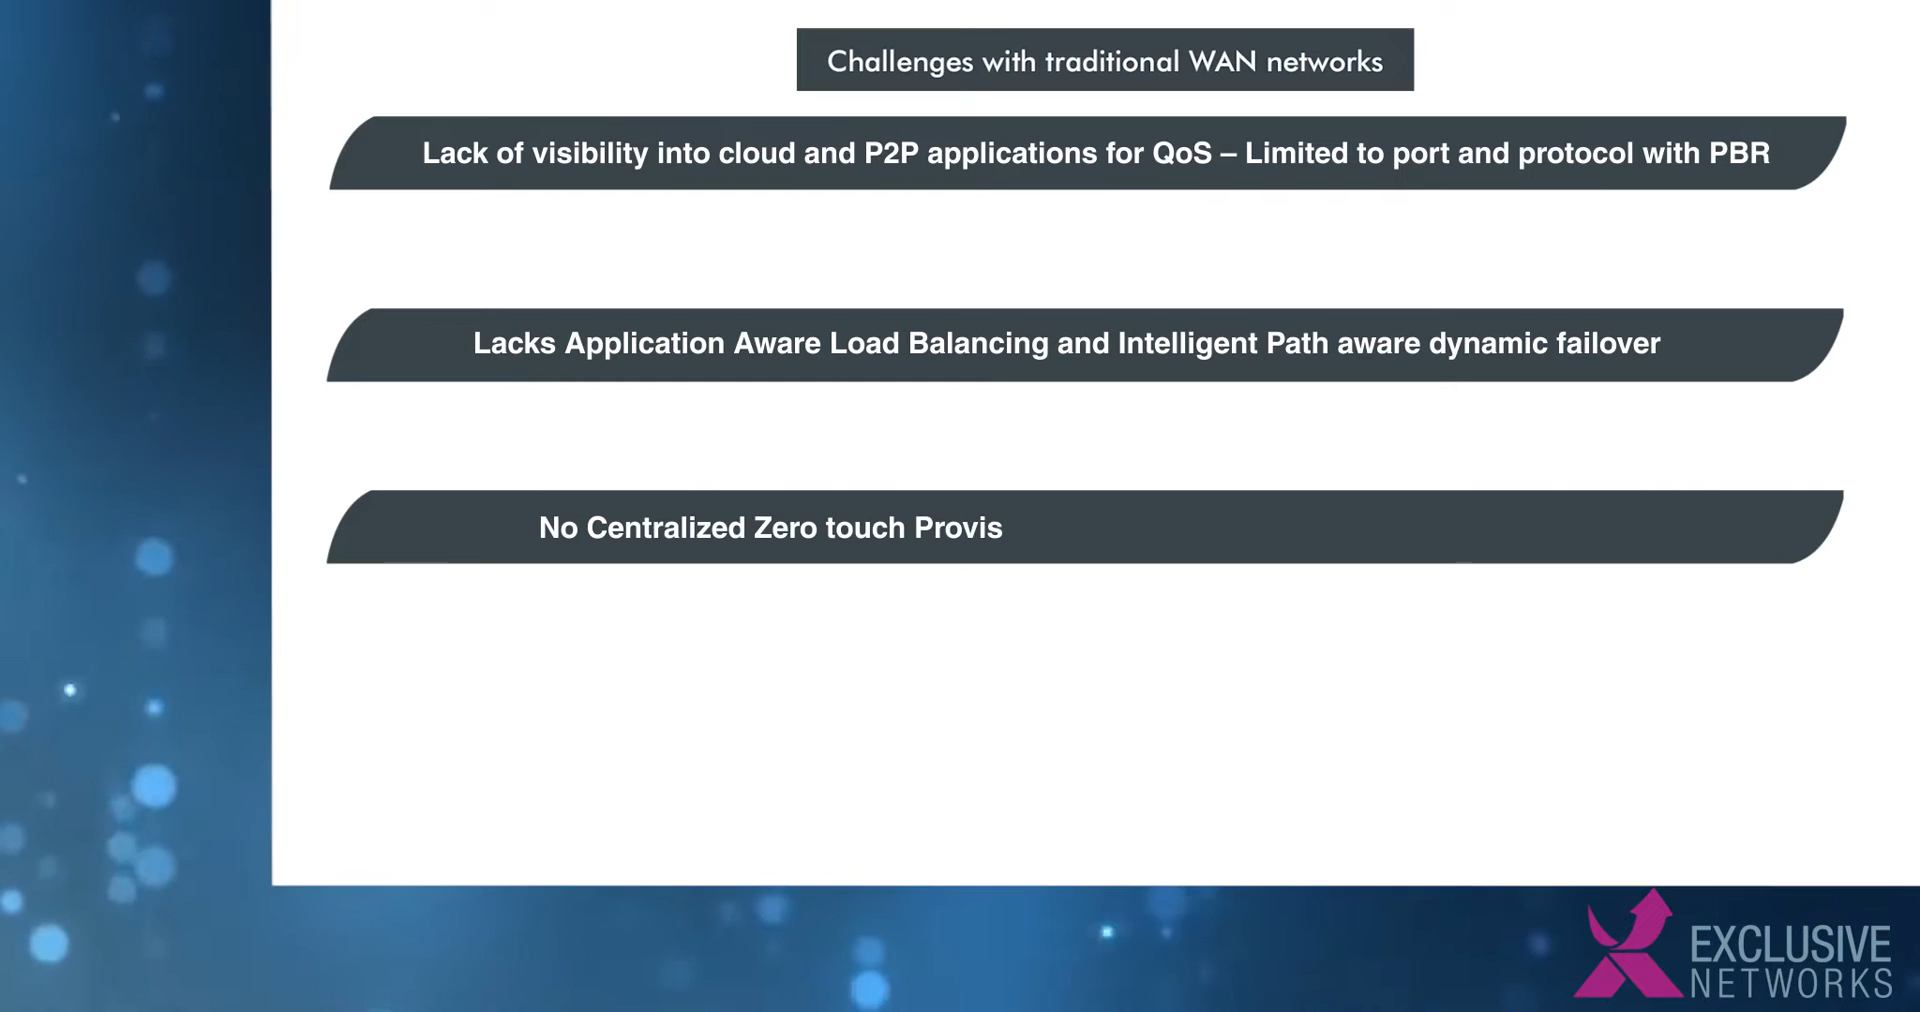 Challenges with traditional WAN networks
Lack of visibility into cloud and P2P applications for QoS – Limited to port and protocol with PBR
Lacks Application Aware Load Balancing and Intelligent Path aware dynamic failover
No Centralized Zero touch Provis
EXCLUSIVE
NETWORKS